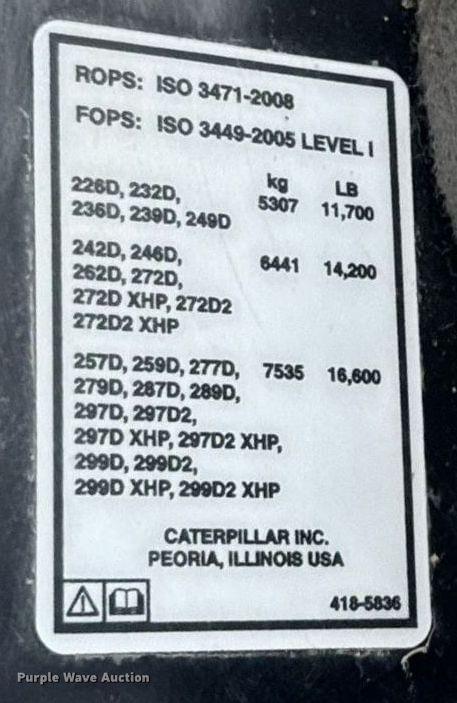 ROPS: ISO 3471-2008
FOPS: ISO 3449-2005 LEVEL I
kg LB
226D, 232D, 5307 11,700
236D, 239D, 249D
242D, 246D, 6441 14,200
262D, 272D,
272D XHP, 272D2
272D2 XHP
257D, 259D, 277D, 7535 16,600
279D, 287D, 289D,
297D, 297D2,
297D XHP, 297D2 XHP,
299D, 299D2,
299D XHP, 299D2 XHP
CATERPILLAR INC.
PEORIA, ILLINOIS USA
418-5836
Purple Wave Auction